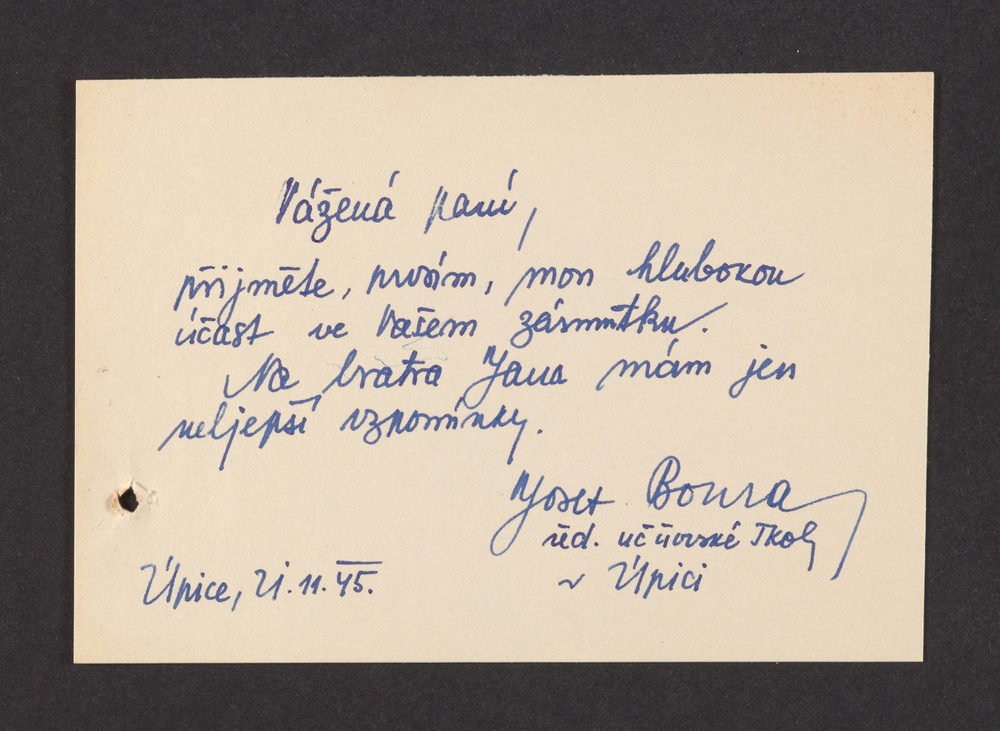 Vážená paní,
přijměte, prosím, mou hlubokou
účast ve Vašem zármutku.
Na bratra Jana mám jen
nejlepší vzpomínky.
Josef Bouza
řed. učňovské školy
v Úpici
Úpice, 21.11.45.